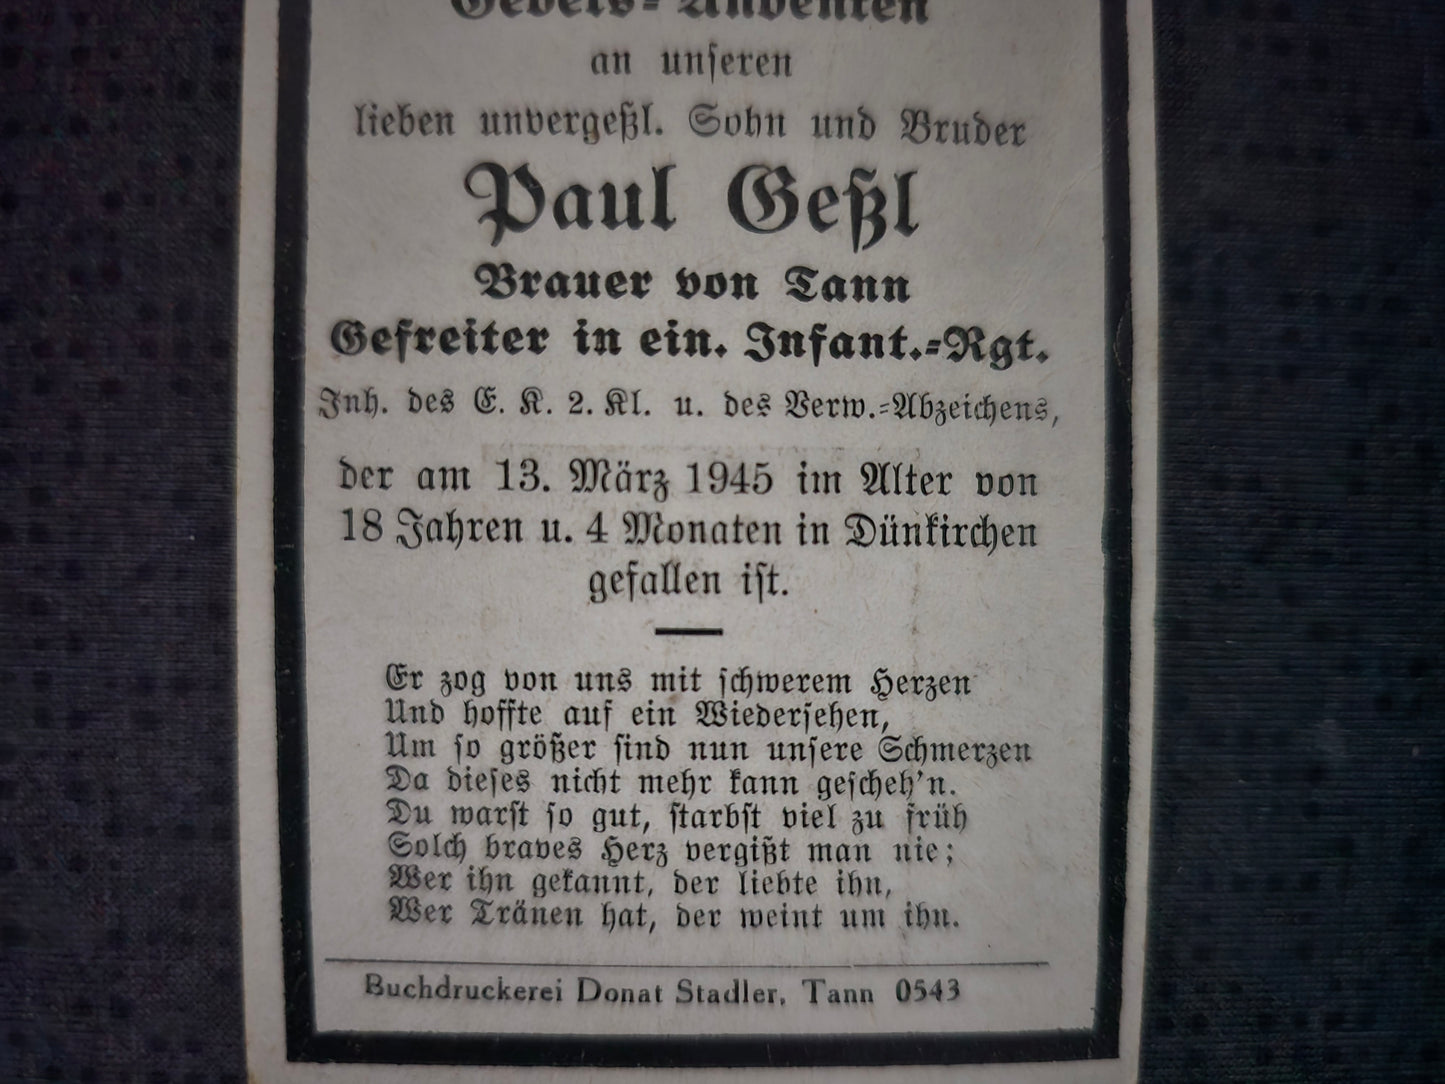 Gebets-Andenken
an unseren
lieben unvergeßl. Sohn und Bruder
Paul Geßl
Brauer von Tann
Gefreiter in ein. Infant.-Rgt.
Inh. des E. K. 2. Kl. u. des Verw.-Abzeichens,
der am 13. März 1945 im Alter von
18 Jahren u. 4 Monaten in Dünkirchen
gefallen ist.
Er zog von uns mit schwerem Herzen
Und hoffte auf ein Wiedersehen,
Um so größer sind nun unsere Schmerzen
Da dieses nicht mehr kann gescheh'n.
Du warst so gut, starbst viel zu früh
Solch braves Herz vergißt man nie;
Wer ihn gekannt, der liebte ihn,
Wer Tränen hat, der weint um ihn.
Buchdruckerei Donat Stadler, Tann 0543